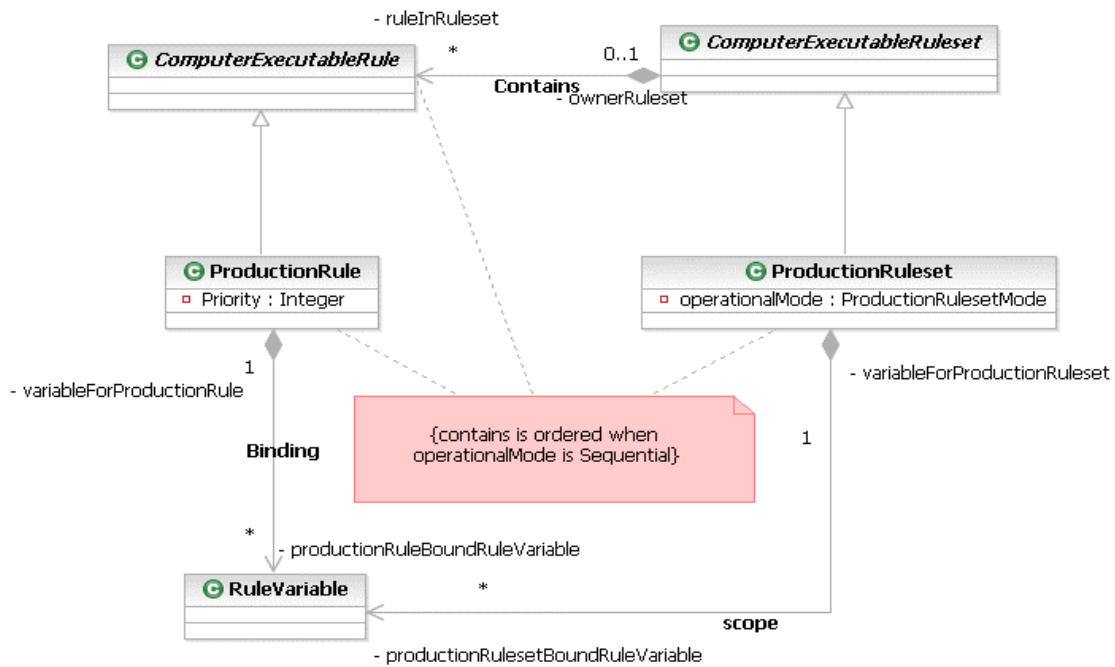 - ruleInRuleset
ComputerExecutableRule
*
0..1
ComputerExecutableRuleset
Contains
- ownerRuleset
ProductionRule
Priority : Integer
ProductionRuleset
operationalMode : ProductionRulesetMode
1
- variableForProductionRule
- variableForProductionRuleset
{contains is ordered when
operationalMode is Sequential}
1
Binding
*
- productionRuleBoundRuleVariable
RuleVariable
*
scope
- productionRulesetBoundRuleVariable